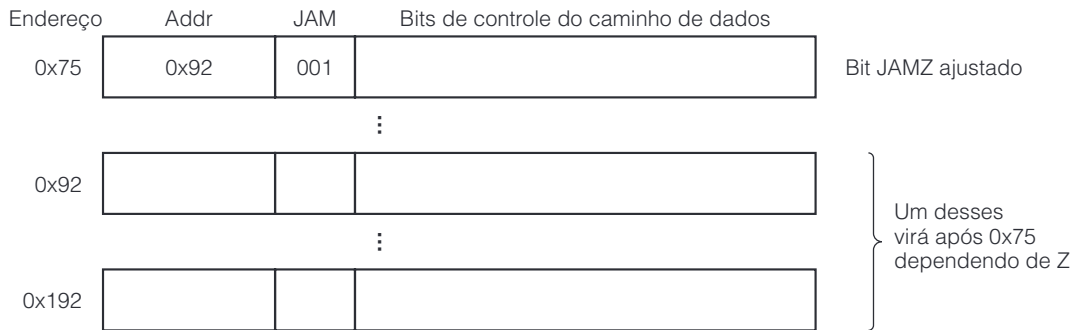 Endereço Addr JAM Bits de controle do caminho de dados
0x75 0x92 001 Bit JAMZ ajustado
0x92
Um desses
virá após 0x75
dependendo de Z
0x192